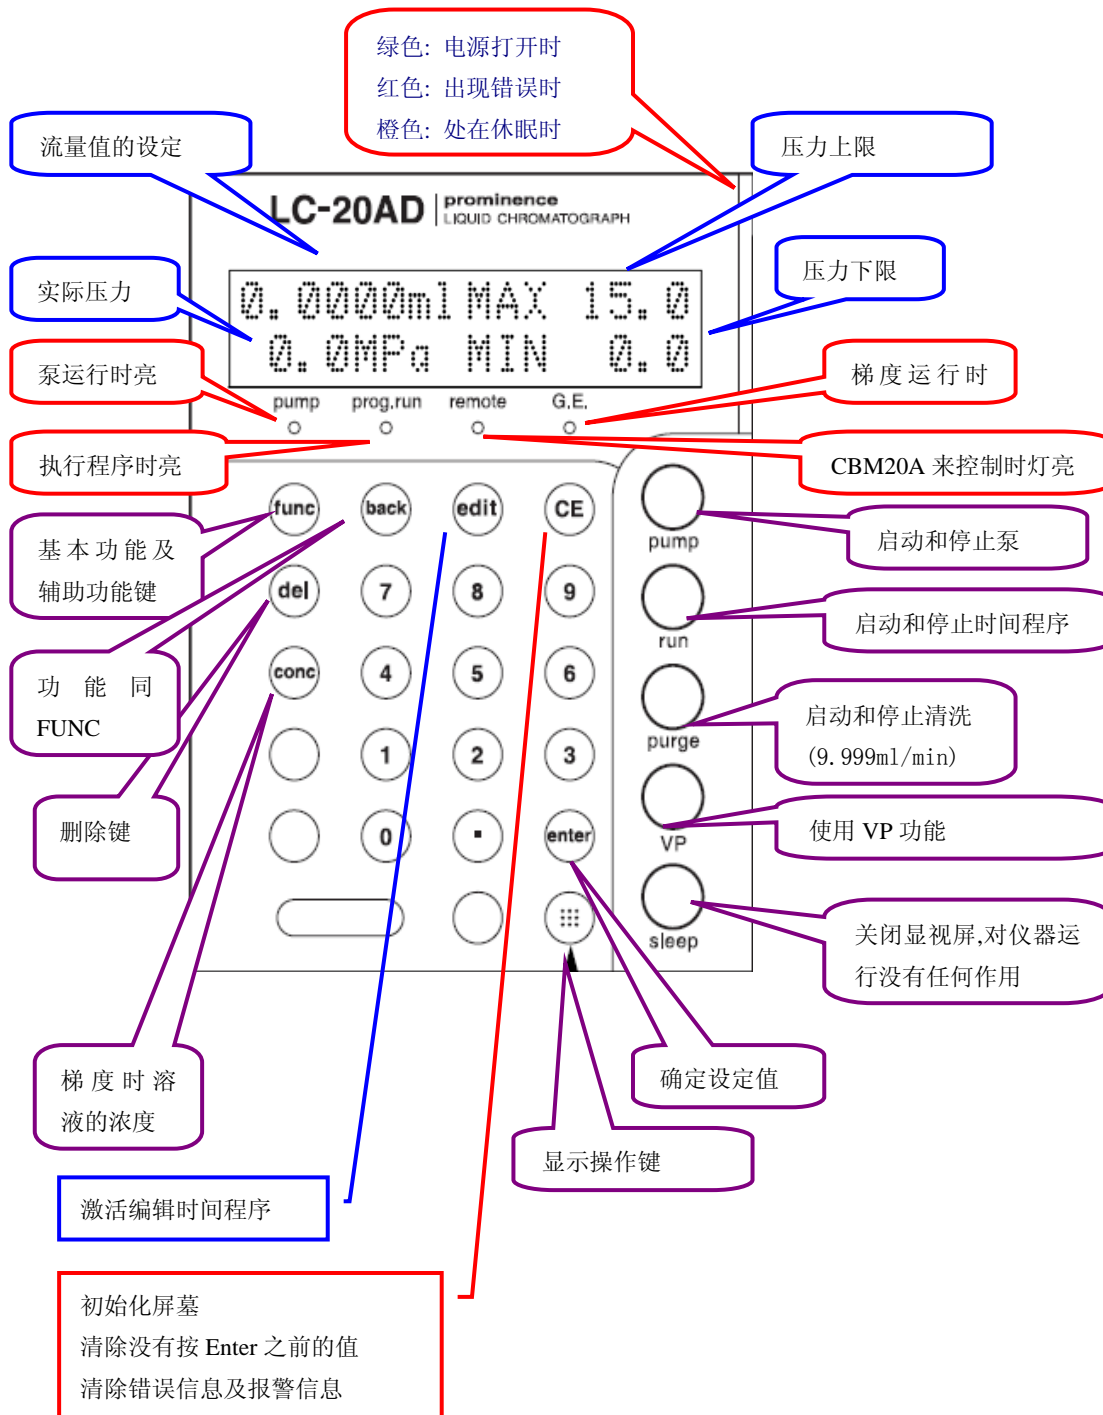 绿色: 电源打开时
红色: 出现错误时
橙色: 处在休眠时
流量值的设定
压力上限
LC-20AD
prominence
LIQUID CHROMATOGRAPH
实际压力
压力下限
0.0000ml MAX 15.0
0.0MPa MIN 0.0
泵运行时亮
梯度运行时
pump prog.run remote G.E.
执行程序时亮
CBM20A 来控制时灯亮
func back edit CE
pump
基本功能及
辅助功能键
启动和停止泵
del 7 8 9
启动和停止时间程序
run
conc 4 5 6
功能同
FUNC
启动和停止清洗
(9.999ml/min)
purge
1 2 3
删除键
0 . enter
使用 VP 功能
VP
sleep
关闭显视屏,对仪器运
行没有任何作用
梯度时溶
液的浓度
确定设定值
显示操作键
激活编辑时间程序
初始化屏墓
清除没有按 Enter 之前的值
清除错误信息及报警信息